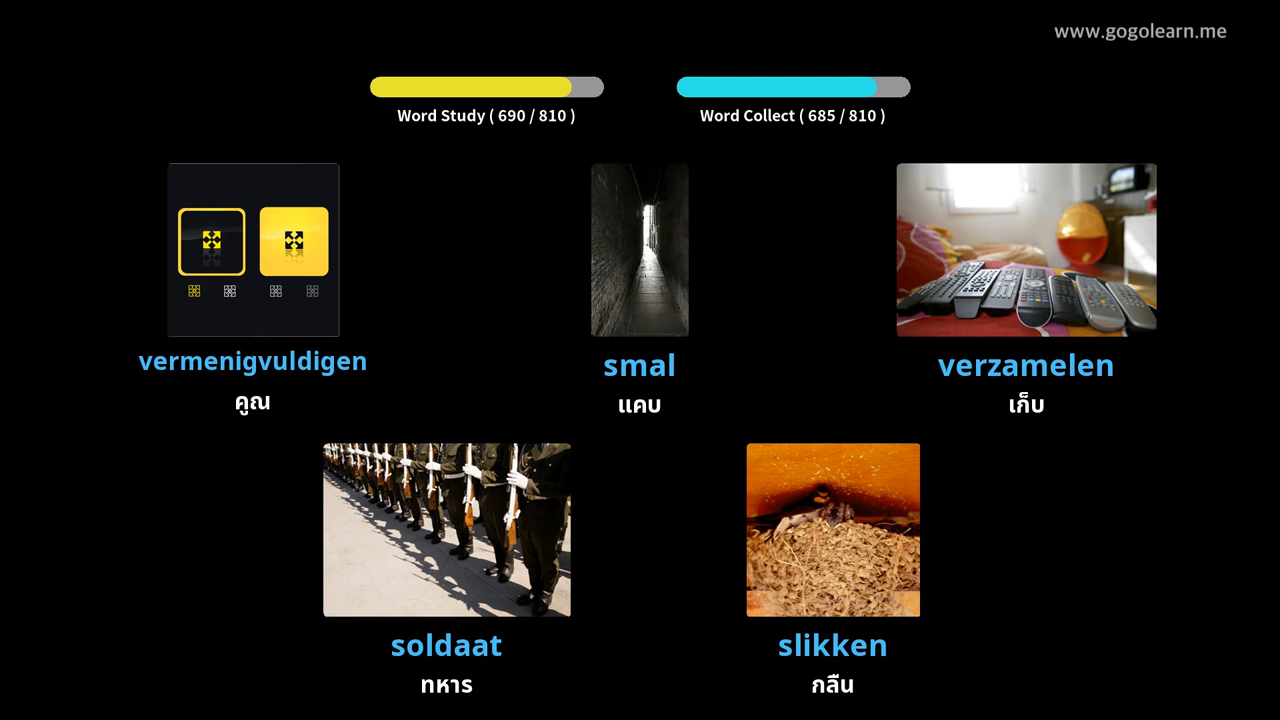 www.gogolearn.me
Word Study ( 690 / 810 )
Word Collect ( 685 / 810 )
vermenigvuldigen
คูณ
smal
แคบ
verzamelen
เก็บ
soldaat
ทหาร
slikken
กลืน